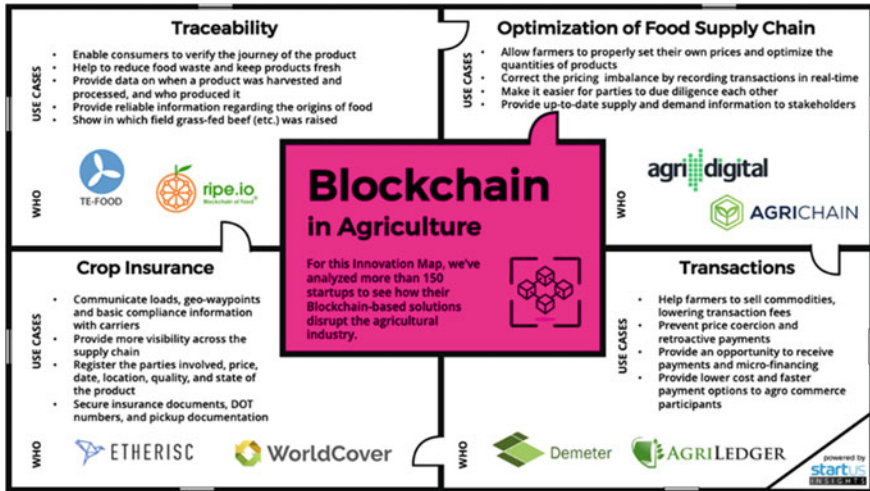 Traceability
USE CASES
• Enable consumers to verify the journey of the product
• Help to reduce food waste and keep products fresh
• Provide data on when a product was harvested and
processed, and who produced it
• Provide reliable information regarding the origins of food
• Show in which field grass-fed beef (etc.) was raised
WHO
TE-FOOD
ripe.io
Blockchain of Food
Optimization of Food Supply Chain
USE CASES
• Allow farmers to properly set their own prices and optimize the
quantities of products
• Correct the pricing imbalance by recording transactions in real-time
• Make it easier for parties to due diligence each other
• Provide up-to-date supply and demand information to stakeholders
WHO
agri digital
AGRICHAIN
Blockchain
in Agriculture
For this Innovation Map, we've
analyzed more than 150
startups to see how their
Blockchain-based solutions
disrupt the agricultural
industry.
Crop Insurance
USE CASES
• Communicate loads, geo-waypoints
and basic compliance information
with carriers
• Provide more visibility across the
supply chain
• Register the parties involved, price,
date, location, quality, and state of
the product
• Secure insurance documents, DOT
numbers, and pickup documentation
WHO
ETHERISC
WorldCover
Transactions
USE CASES
• Help farmers to sell commodities,
lowering transaction fees
• Prevent price coercion and
retroactive payments
• Provide an opportunity to receive
payments and micro-financing
• Provide lower cost and faster
payment options to agro commerce
participants
WHO
Demeter
AGRILEDGER
powered by
startus
INSIGHTS